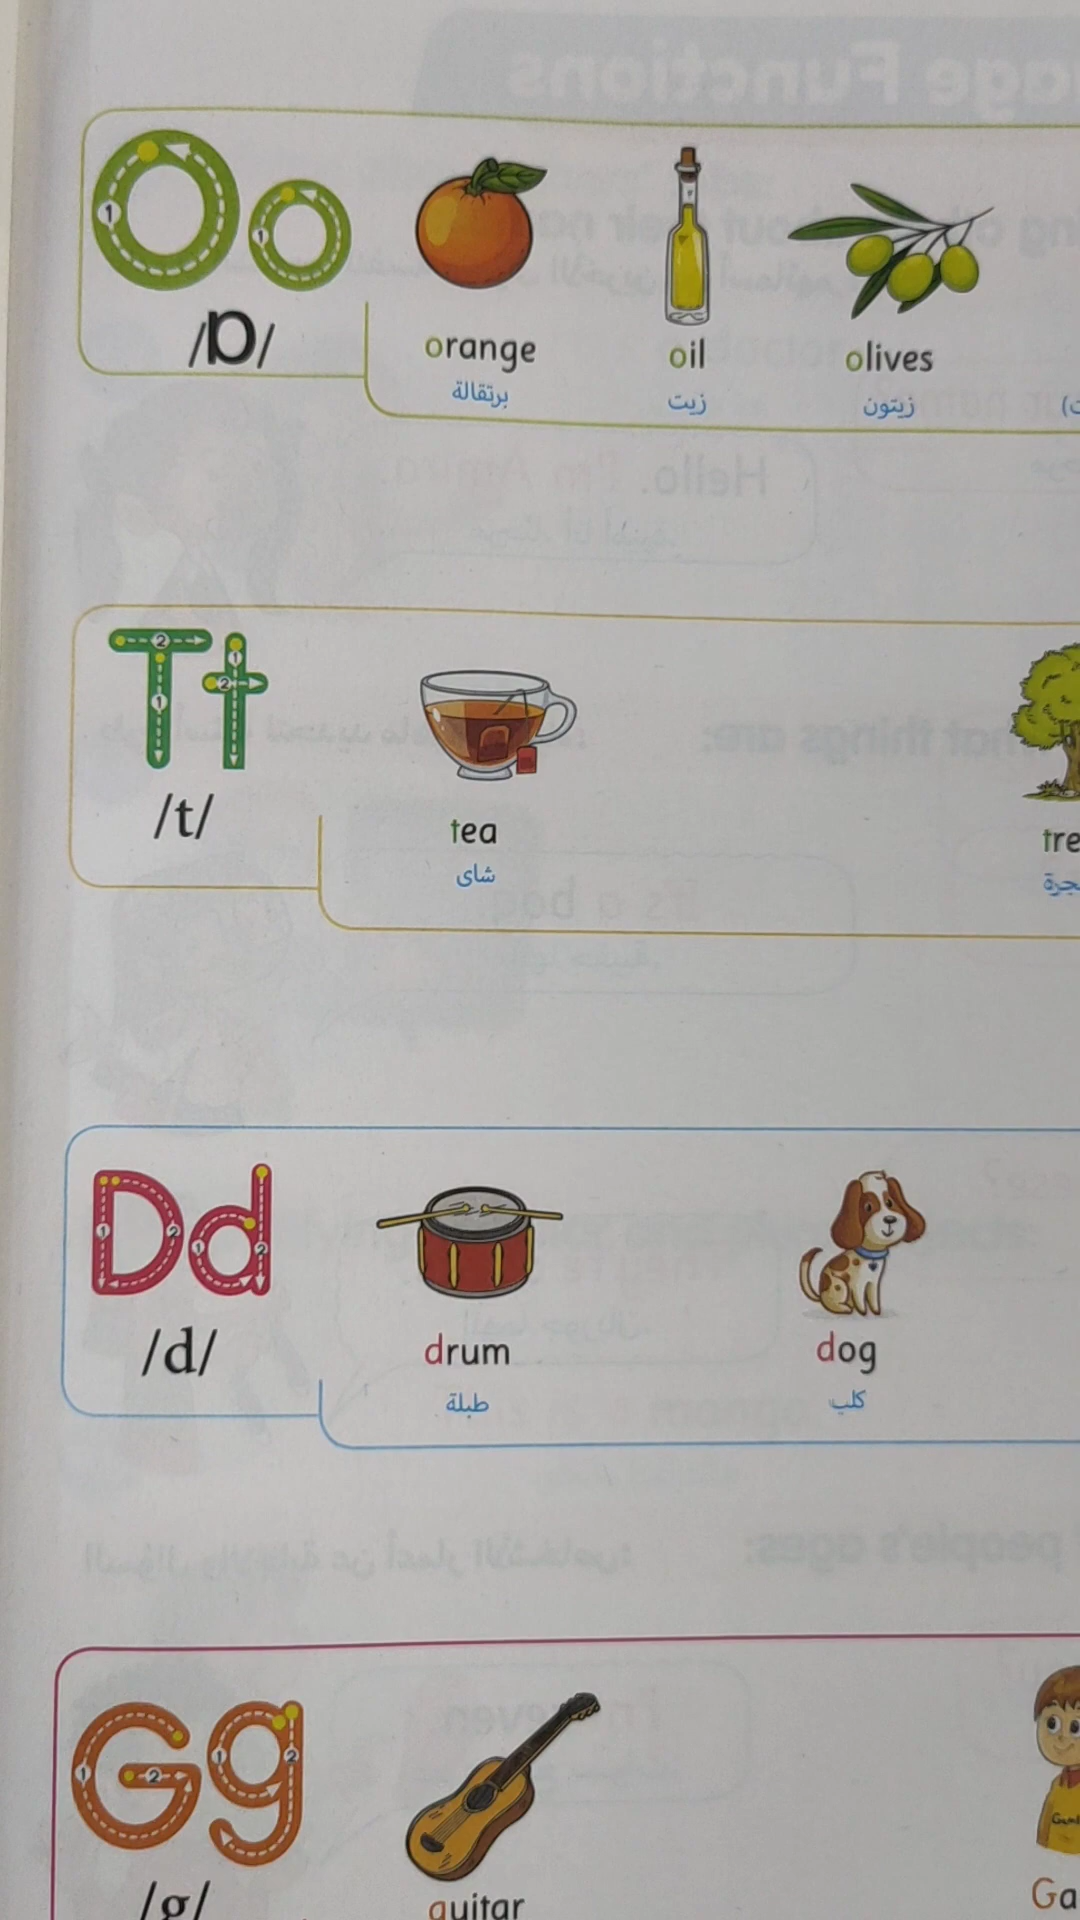 Oo
/ɒ/
orange oil olives
برتقالة زيت زيتون
Tt
/t/
tea
شاى
Dd
/d/
drum dog
طبلة كلب
Gg
/g/
guitar